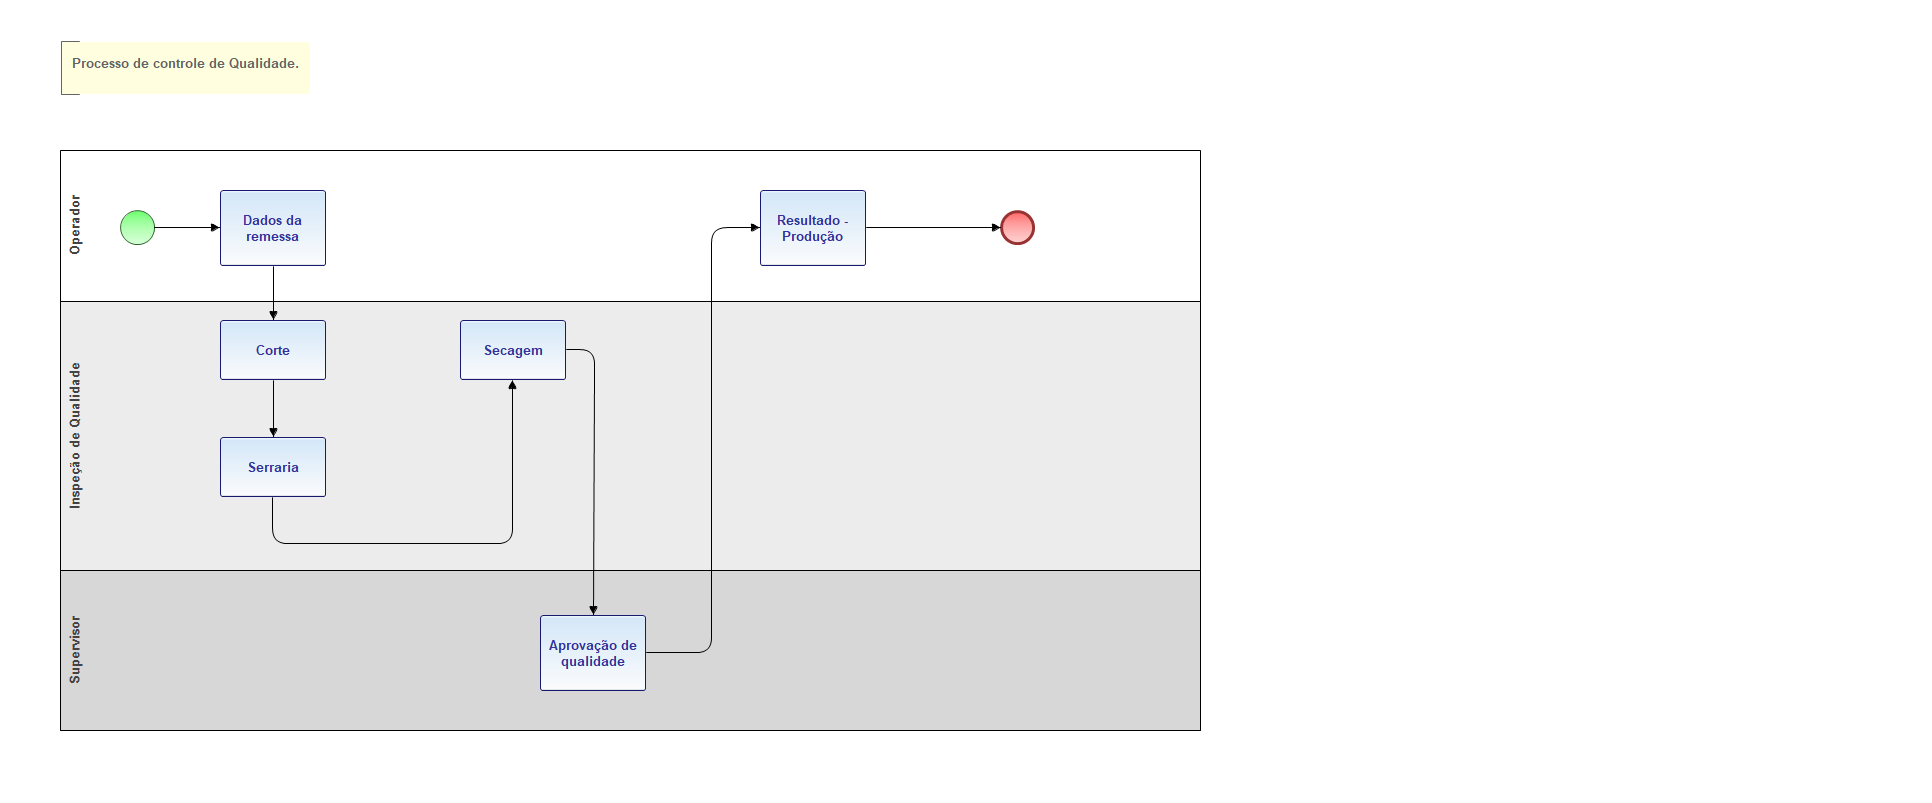 Processo de controle de Qualidade.
Operador
Dados da
remessa
Resultado -
Produção
Inspeção de Qualidade
Corte
Secagem
Serraria
Supervisor
Aprovação de
qualidade